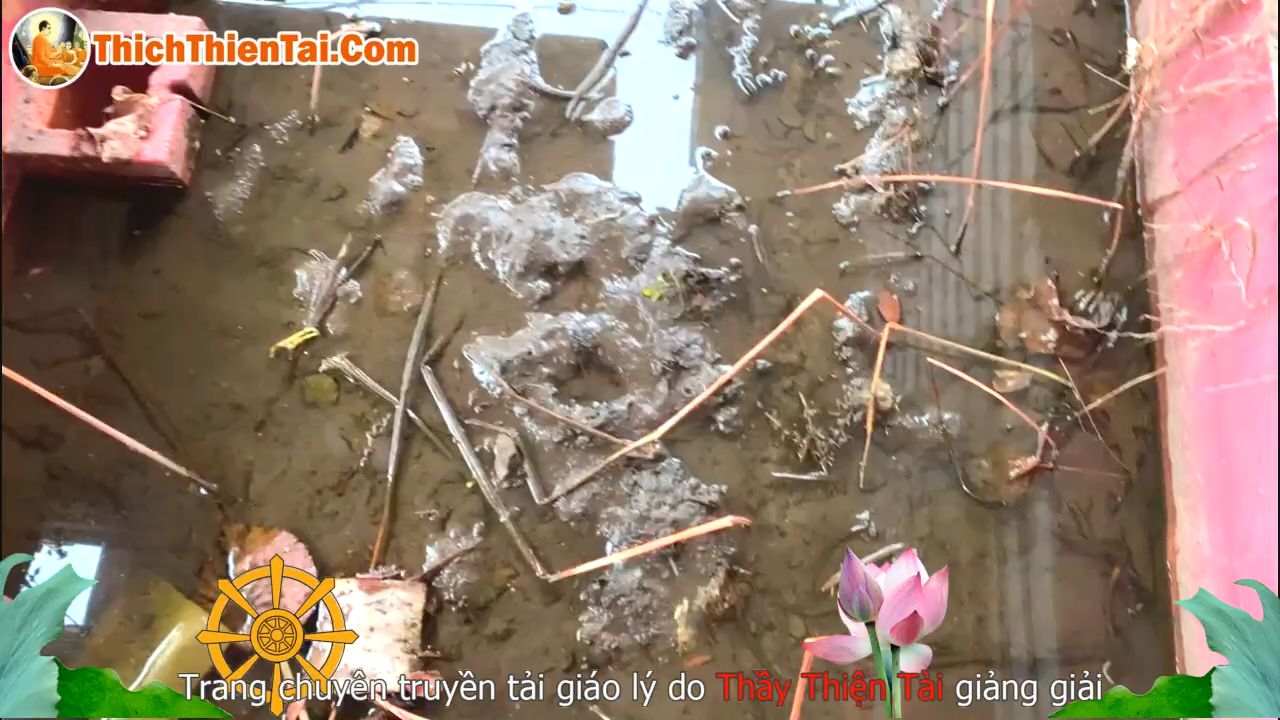 ThichThienTai.Com
Trang chuyên truyền tải giáo lý do Thầy Thiện Tài giảng giải